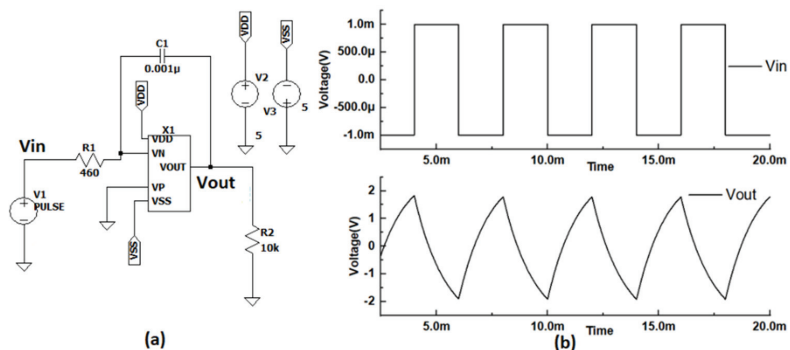 C1
0.001µ
VDD
VDD
VSS
V2
V3
5
5
X1
VDD
VN
VOUT
VP
VSS
Vin
R1
460
Vout
V1
PULSE
VSS
R2
10k
(a)
Voltage(V)
1.0m
500.0µ
0.0
-500.0µ
-1.0m
Vin
5.0m
10.0m
15.0m
20.0m
Time
Voltage(V)
2
1
0
-1
-2
Vout
5.0m
10.0m
15.0m
20.0m
Time
(b)